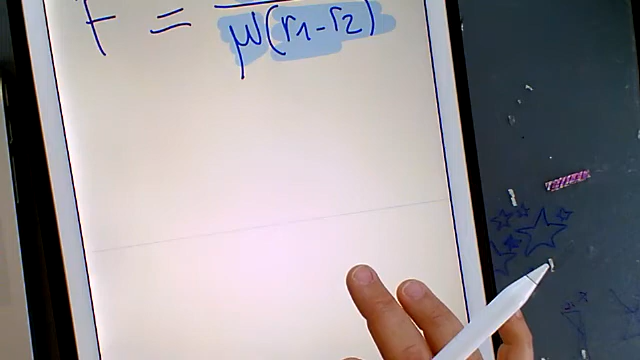 F = μ(r1-r2)